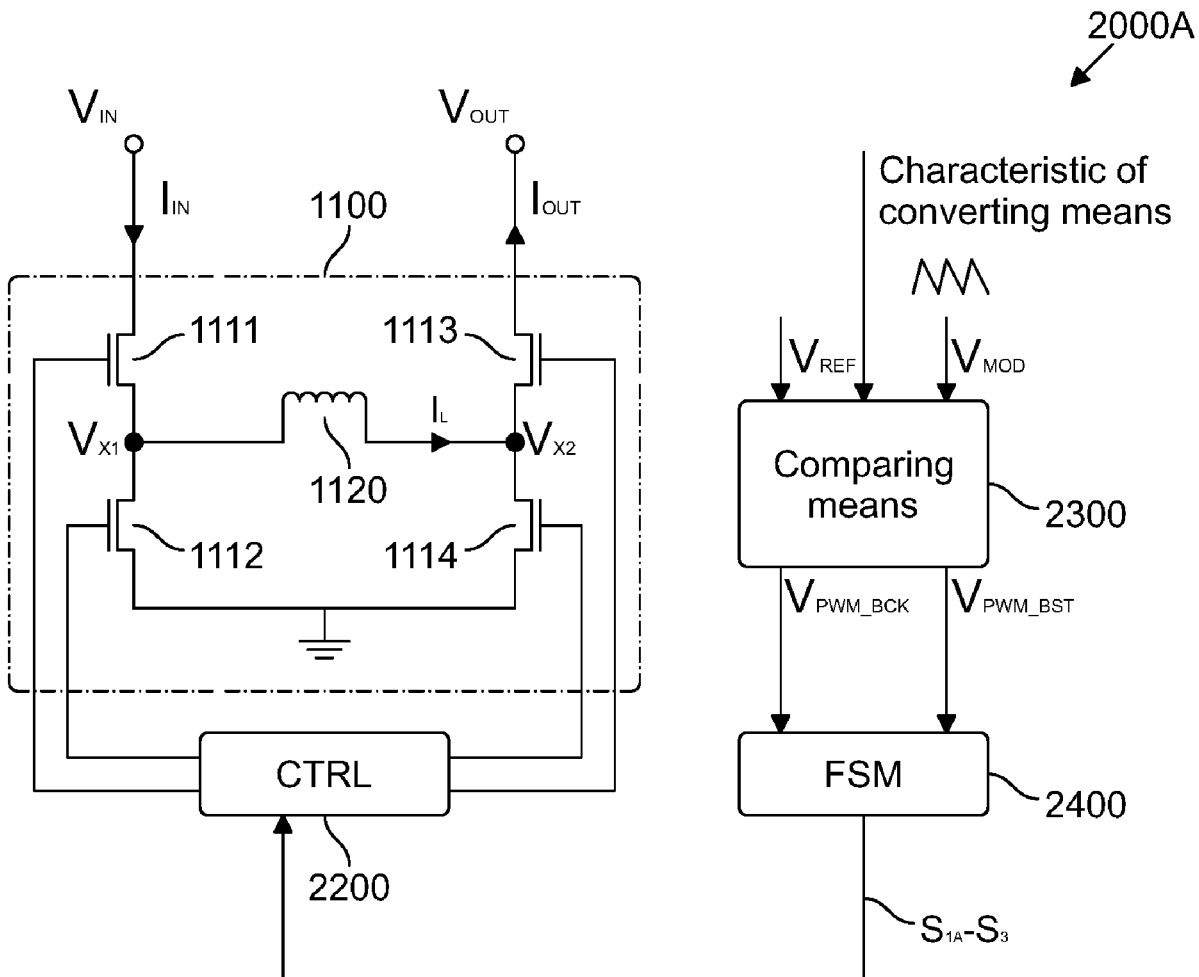 2000A
VIN
VOUT
IIN
1100
IOUT
Characteristic of
converting means
1111
1113
VREF
VMOD
VX1
IL
VX2
1120
Comparing
means
2300
1112
1114
VPWM_BCK
VPWM_BST
CTRL
FSM
2400
2200
S1A-S3